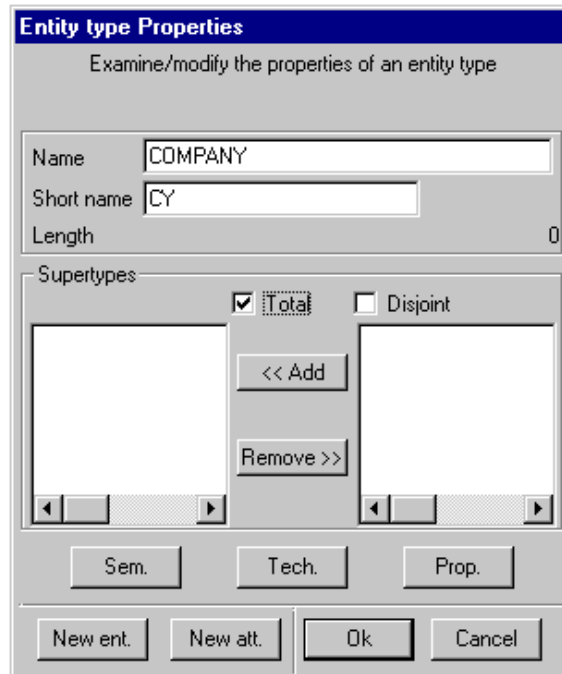 Entity type Properties
Examine/modify the properties of an entity type
Name COMPANY
Short name CY
Length 0
Supertypes
Total Disjoint
<< Add
Remove >>
Sem. Tech. Prop.
New ent. New att. Ok Cancel